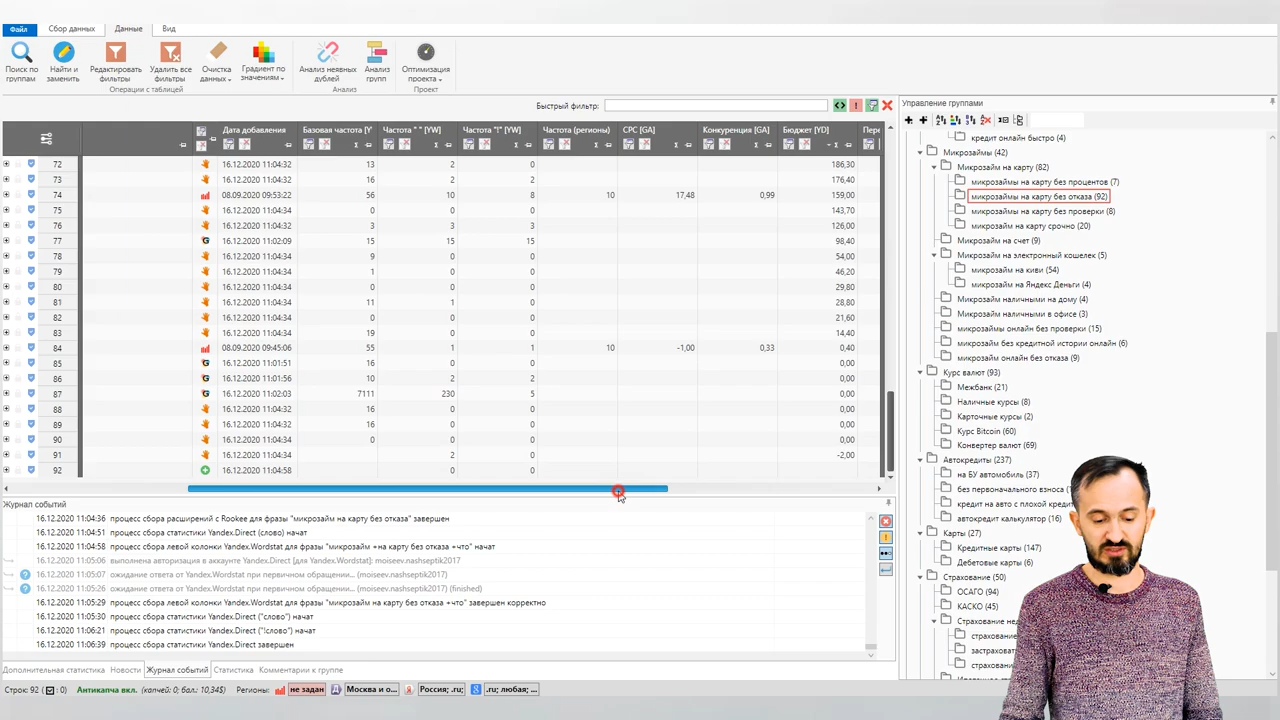 Файл Сбор данных Данные Вид
Поиск по группам
Найти и заменить
Редактировать фильтры
Удалить все фильтры
Очистка данных
Градиент по значениям
Анализ неявных дублей
Анализ групп
Оптимизация проекта
Операции с таблицей Анализ Проект
Быстрый фильтр:
Дата добавления Базовая частота [Y Частота " " [YW] Частота "!" [YW] Частота (регионы) CPC [GA] Конкуренция [GA] Бюджет [YD] Пере
72 16.12.2020 11:04:32 13 2 0 186,30
73 16.12.2020 11:04:32 16 2 2 176,40
74 08.09.2020 09:53:22 56 10 8 10 17,48 0,99 159,00
75 16.12.2020 11:04:34 0 0 0 143,70
76 16.12.2020 11:04:32 3 3 3 126,00
77 16.12.2020 11:02:09 15 15 15 98,40
78 16.12.2020 11:04:34 9 0 0 54,00
79 16.12.2020 11:04:34 1 0 0 46,20
80 16.12.2020 11:04:34 0 0 0 29,80
81 16.12.2020 11:04:34 11 1 0 28,80
82 16.12.2020 11:04:34 0 0 0 21,60
83 16.12.2020 11:04:34 19 0 0 14,40
84 08.09.2020 09:45:06 55 1 1 10 -1,00 0,33 0,40
85 16.12.2020 11:01:51 16 0 0 0,00
86 16.12.2020 11:01:56 10 2 2 0,00
87 16.12.2020 11:02:03 7111 230 5 0,00
88 16.12.2020 11:04:32 16 0 0 0,00
89 16.12.2020 11:04:32 16 0 0 0,00
90 16.12.2020 11:04:34 0 0 0 0,00
91 16.12.2020 11:04:34 2 0 -2,00
92 16.12.2020 11:04:58 0 0 0,00
Журнал событий
16.12.2020 11:04:36 процесс сбора расширений с Rookee для фразы "микрозайм на карту без отказа" завершен
16.12.2020 11:04:51 процесс сбора статистики Yandex.Direct (слово) начат
16.12.2020 11:04:58 процесс сбора левой колонки Yandex.Wordstat для фразы "микрозайм +на карту без отказа +что" начат
16.12.2020 11:05:06 выполнена авторизация в аккаунте Yandex.Direct [для Yandex.Wordstat]: moiseev.nashseptik2017
16.12.2020 11:05:07 ожидание ответа от Yandex.Wordstat при первичном обращении... (moiseev.nashseptik2017)
16.12.2020 11:05:26 ожидание ответа от Yandex.Wordstat при первичном обращении... (moiseev.nashseptik2017) (finished)
16.12.2020 11:05:29 процесс сбора левой колонки Yandex.Wordstat для фразы "микрозайм на карту без отказа +что" завершен корректно
16.12.2020 11:05:30 процесс сбора статистики Yandex.Direct ("слово") начат
16.12.2020 11:06:21 процесс сбора статистики Yandex.Direct ("!слово") начат
16.12.2020 11:06:39 процесс сбора статистики Yandex.Direct завершен
Дополнительная статистика Новости Журнал событий Статистика Комментарии к группе
Строк: 92 ( : 0) Антикапча вкл. (капчей: 0; бал.: 10,34$) Регионы: не задан Москва и о... Россия; .ru; .ru; любая; ...
Управление группами
кредит онлайн быстро (4)
Микрозаймы (42)
Микрозайм на карту (82)
микрозаймы на карту без процентов (7)
микрозаймы на карту без отказа (92)
микрозаймы на карту без проверки (8)
микрозайм на карту срочно (20)
Микрозайм на счет (9)
Микрозайм на электронный кошелек (5)
микрозайм на киви (54)
микрозайм на Яндекс Деньги (4)
Микрозайм наличными на дому (4)
Микрозайм наличными в офисе (3)
микрозаймы онлайн без проверки (15)
микрозайм без кредитной истории онлайн (6)
микрозайм онлайн без отказа (9)
Курс валют (93)
Межбанк (21)
Наличные курсы (8)
Карточные курсы (2)
Курс Bitcoin (60)
Конвертер валют (69)
Автокредиты (237)
на БУ автомобиль (37)
без первоначального взноса
кредит на авто с плохой кредит
автокредит калькулятор (16)
Карты (27)
Кредитные карты (147)
Дебетовые карты (6)
Страхование (50)
ОСАГО (94)
КАСКО (45)
Страхование нед
страхование
застраховат
страховани